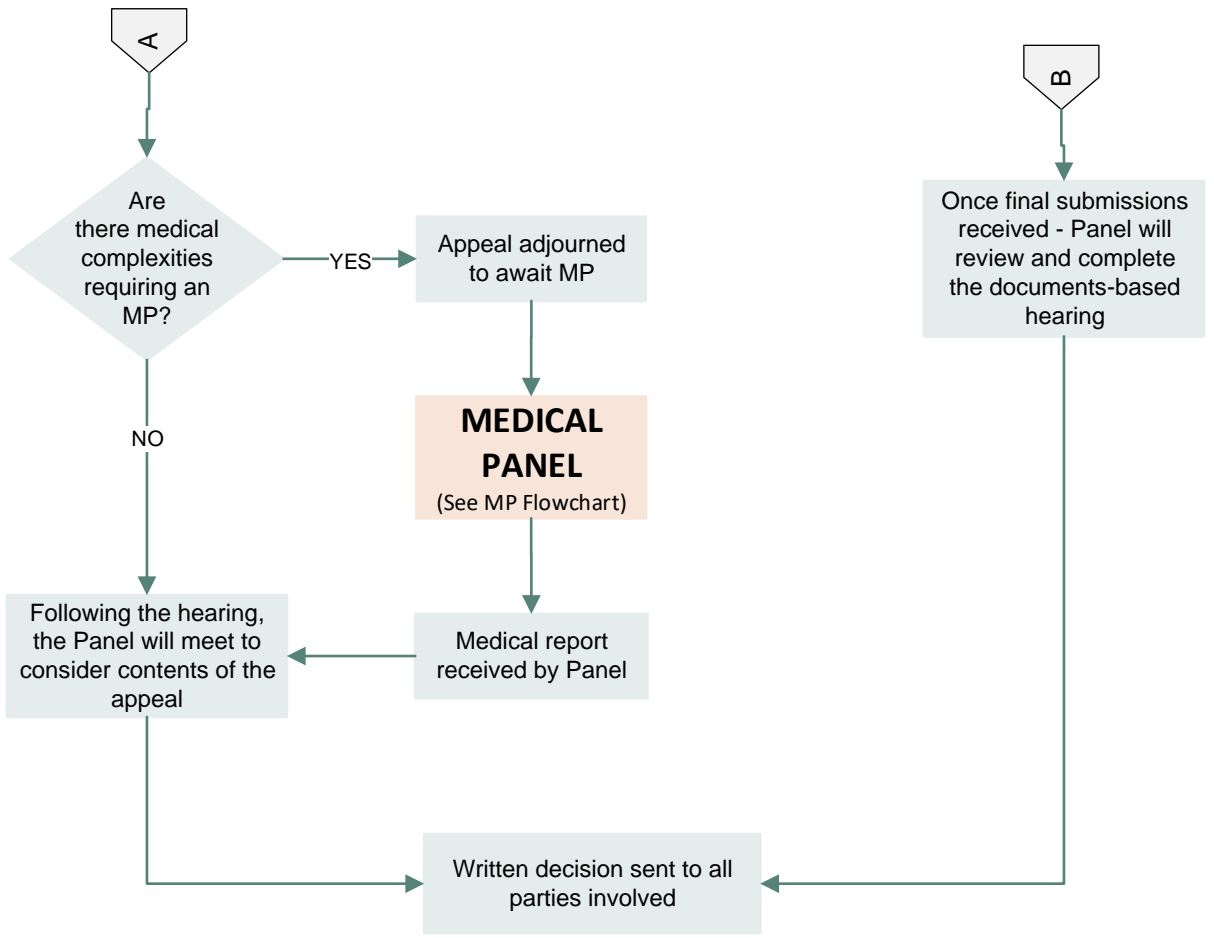 A
B
Are
there medical
complexities
requiring an
MP?
YES
Appeal adjourned
to await MP
Once final submissions
received - Panel will
review and complete
the documents-based
hearing
NO
MEDICAL
PANEL
(See MP Flowchart)
Following the hearing,
the Panel will meet to
consider contents of the
appeal
Medical report
received by Panel
Written decision sent to all
parties involved